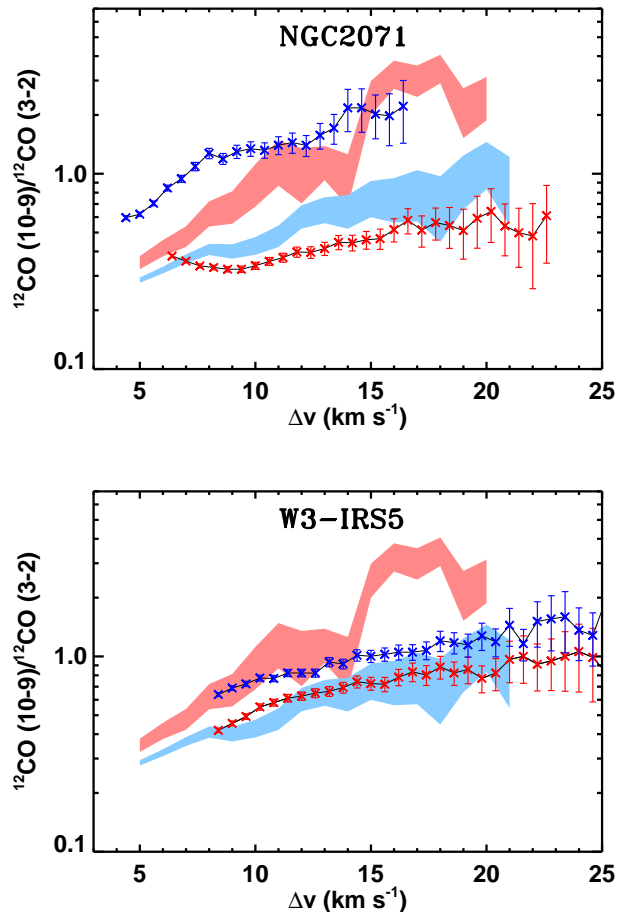 NGC2071
¹²CO (10-9)/¹²CO (3-2)
1.0
0.1
5 10 15 20 25
Δv (km s⁻¹)
W3-IRS5
¹²CO (10-9)/¹²CO (3-2)
1.0
0.1
5 10 15 20 25
Δv (km s⁻¹)